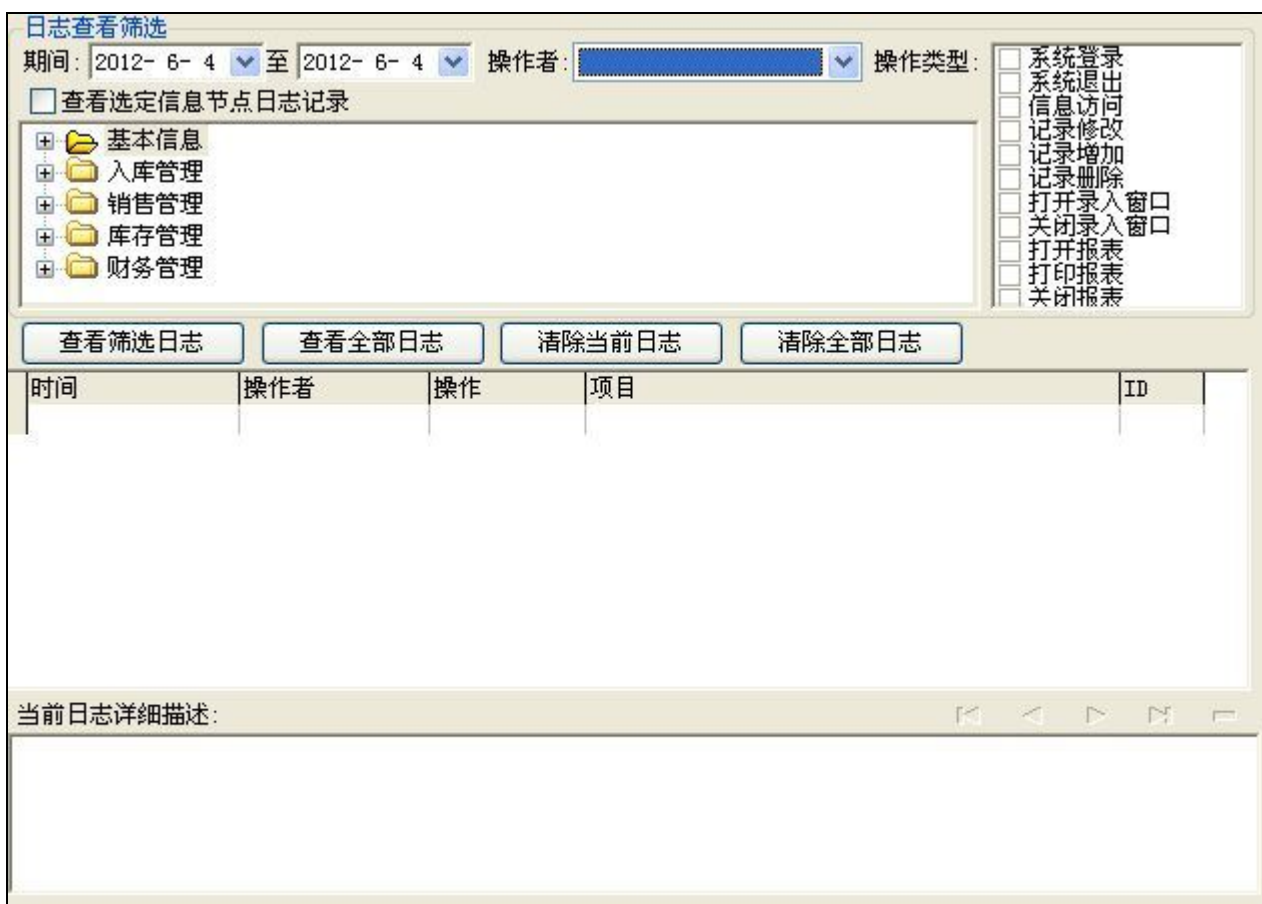 日志查看筛选
期间: 2012- 6- 4 至 2012- 6- 4 操作者: 操作类型:
系统登录
系统退出
信息访问
记录修改
记录增加
记录删除
打开录入窗口
关闭录入窗口
打开报表
打印报表
关闭报表
查看选定信息节点日志记录
基本信息
入库管理
销售管理
库存管理
财务管理
查看筛选日志 查看全部日志 清除当前日志 清除全部日志
时间 操作者 操作 项目 ID
当前日志详细描述: